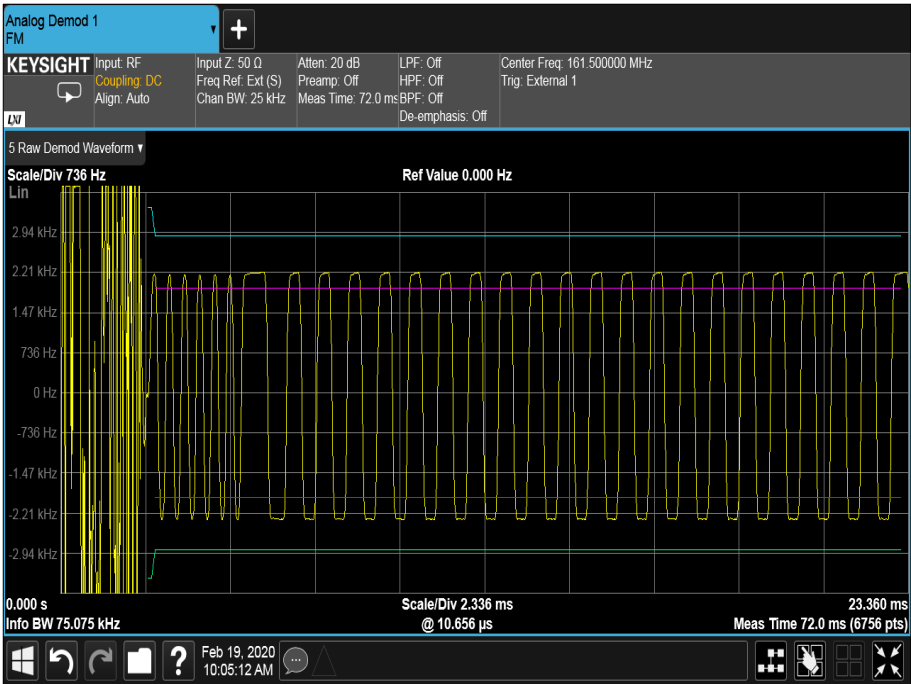 Analog Demod 1
FM
+
KEYSIGHT
Input: RF
Coupling: DC
Align: Auto
Input Z: 50 Ω
Freq Ref: Ext (S)
Chan BW: 25 kHz
Atten: 20 dB
Preamp: Off
Meas Time: 72.0 ms
LPF: Off
HPF: Off
BPF: Off
De-emphasis: Off
Center Freq: 161.500000 MHz
Trig: External 1
LXI
5 Raw Demod Waveform
Scale/Div 736 Hz
Ref Value 0.000 Hz
Lin
2.94 kHz
2.21 kHz
1.47 kHz
736 Hz
0 Hz
-736 Hz
-1.47 kHz
-2.21 kHz
-2.94 kHz
0.000 s
Scale/Div 2.336 ms
23.360 ms
Info BW 75.075 kHz
@ 10.656 µs
Meas Time 72.0 ms (6756 pts)
?
Feb 19, 2020
10:05:12 AM